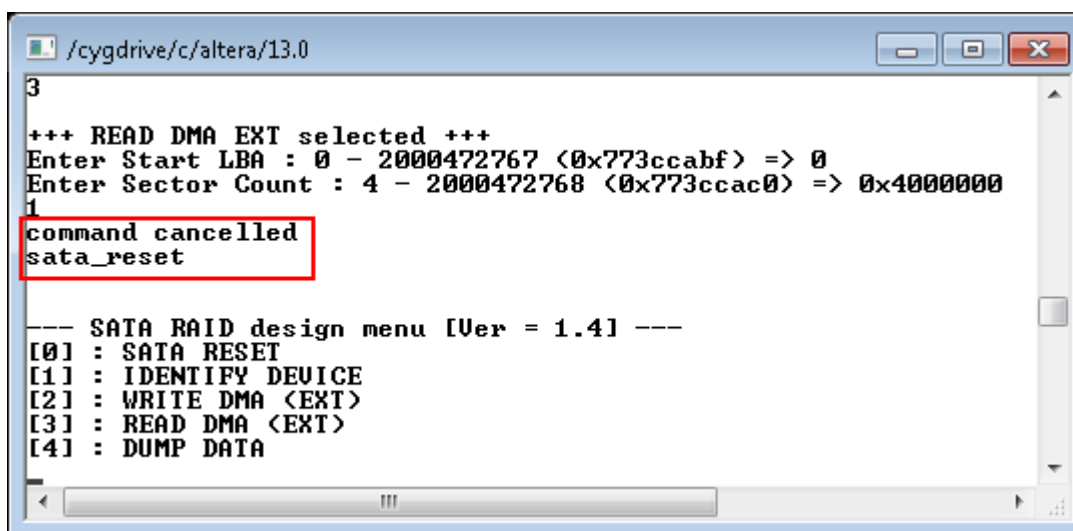 /cygdrive/c/altera/13.0
3
+++ READ DMA EXT selected +++
Enter Start LBA : 0 - 2000472767 (0x773ccabf) => 0
Enter Sector Count : 4 - 2000472768 (0x773ccac0) => 0x4000000
1
command cancelled
sata_reset
--- SATA RAID design menu [Ver = 1.4] ---
[0] : SATA RESET
[1] : IDENTIFY DEVICE
[2] : WRITE DMA (EXT)
[3] : READ DMA (EXT)
[4] : DUMP DATA